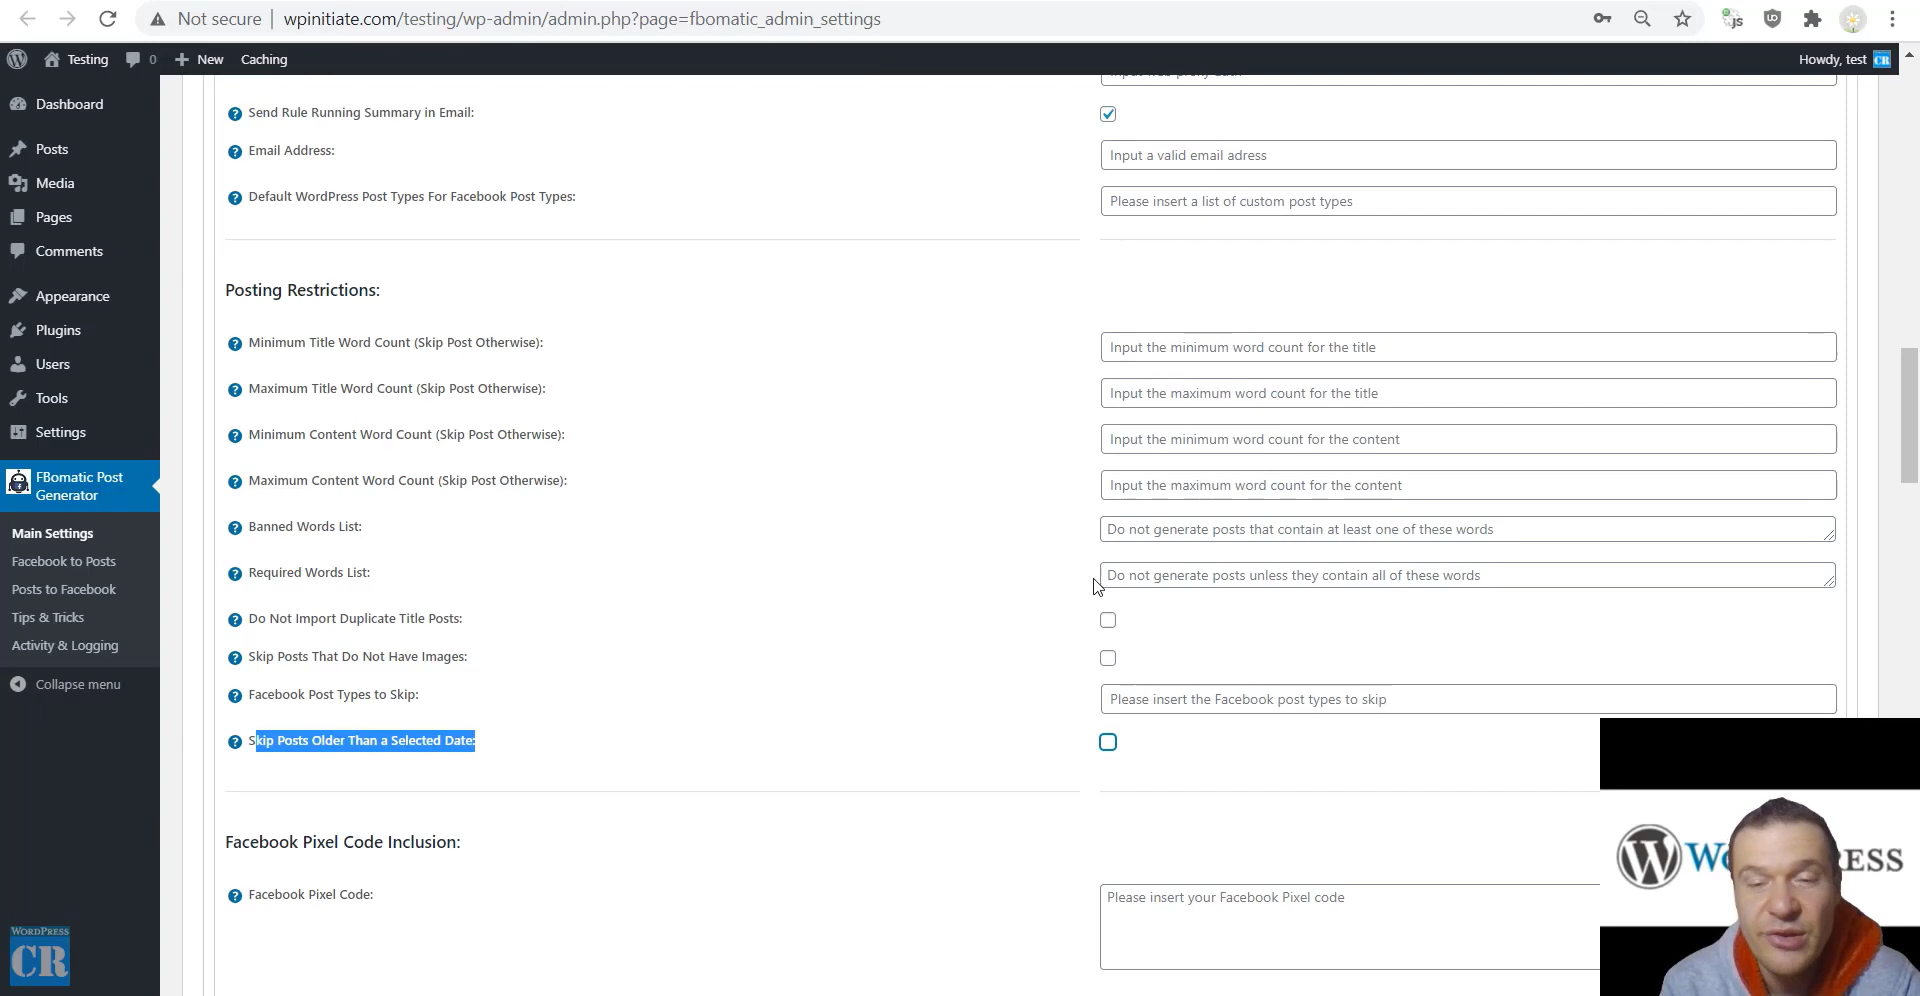 Not secure
wpinitiate.com/testing/wp-admin/admin.php?page=fbomatic_admin_settings
Testing
0
New
Caching
Howdy, test
CR
Dashboard
Posts
Media
Pages
Comments
Appearance
Plugins
Users
Tools
Settings
FBomatic Post
Generator
Main Settings
Facebook to Posts
Posts to Facebook
Tips & Tricks
Activity & Logging
Collapse menu
WORDPRESS
CR
Send Rule Running Summary in Email:
Email Address:
Input a valid email adress
Default WordPress Post Types For Facebook Post Types:
Please insert a list of custom post types
Posting Restrictions:
Minimum Title Word Count (Skip Post Otherwise):
Input the minimum word count for the title
Maximum Title Word Count (Skip Post Otherwise):
Input the maximum word count for the title
Minimum Content Word Count (Skip Post Otherwise):
Input the minimum word count for the content
Maximum Content Word Count (Skip Post Otherwise):
Input the maximum word count for the content
Banned Words List:
Do not generate posts that contain at least one of these words
Required Words List:
Do not generate posts unless they contain all of these words
Do Not Import Duplicate Title Posts:
Skip Posts That Do Not Have Images:
Facebook Post Types to Skip:
Please insert the Facebook post types to skip
Skip Posts Older Than a Selected Date:
Facebook Pixel Code Inclusion:
Facebook Pixel Code:
Please insert your Facebook Pixel code